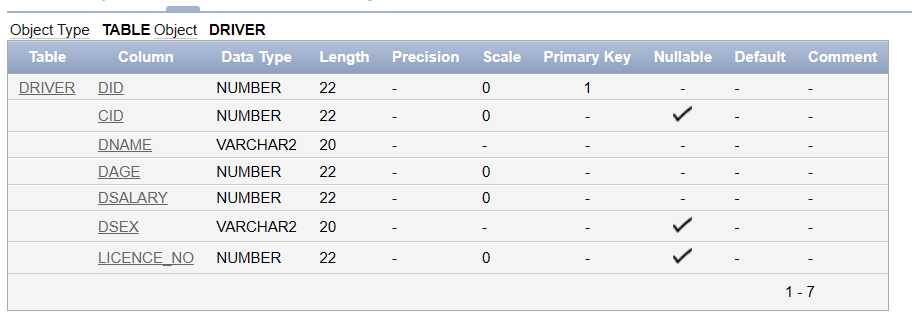 Object Type TABLE Object DRIVER
Table Column Data Type Length Precision Scale Primary Key Nullable Default Comment
DRIVER DID NUMBER 22 - 0 1 - - -
CID NUMBER 22 - 0 - ✓ - -
DNAME VARCHAR2 20 - - - - - -
DAGE NUMBER 22 - 0 - - - -
DSALARY NUMBER 22 - 0 - - - -
DSEX VARCHAR2 20 - - - ✓ - -
LICENCE_NO NUMBER 22 - 0 - ✓ - -
1 - 7